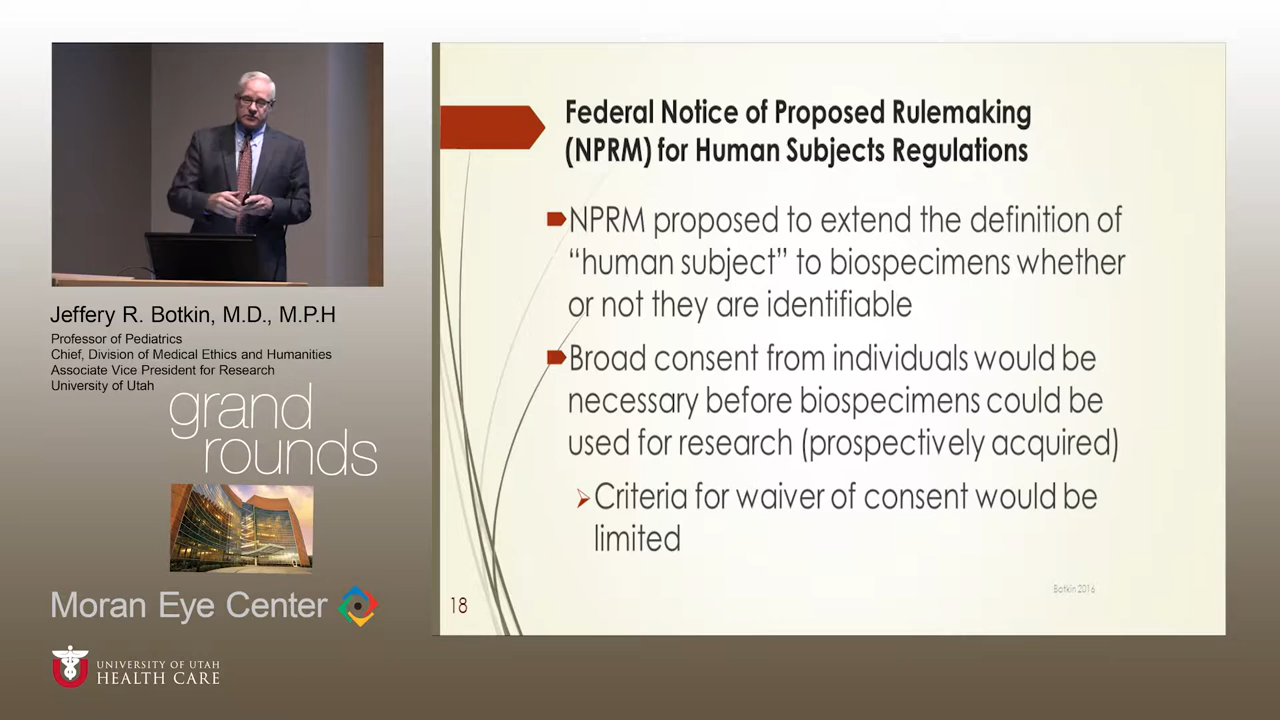 Jeffery R. Botkin, M.D., M.P.H
Professor of Pediatrics
Chief, Division of Medical Ethics and Humanities
Associate Vice President for Research
University of Utah
grand
rounds
Moran Eye Center
UNIVERSITY OF UTAH
HEALTH CARE
Federal Notice of Proposed Rulemaking
(NPRM) for Human Subjects Regulations
NPRM proposed to extend the definition of
“human subject” to biospecimens whether
or not they are identifiable
Broad consent from individuals would be
necessary before biospecimens could be
used for research (prospectively acquired)
Criteria for waiver of consent would be
limited
Botkin 2016
18